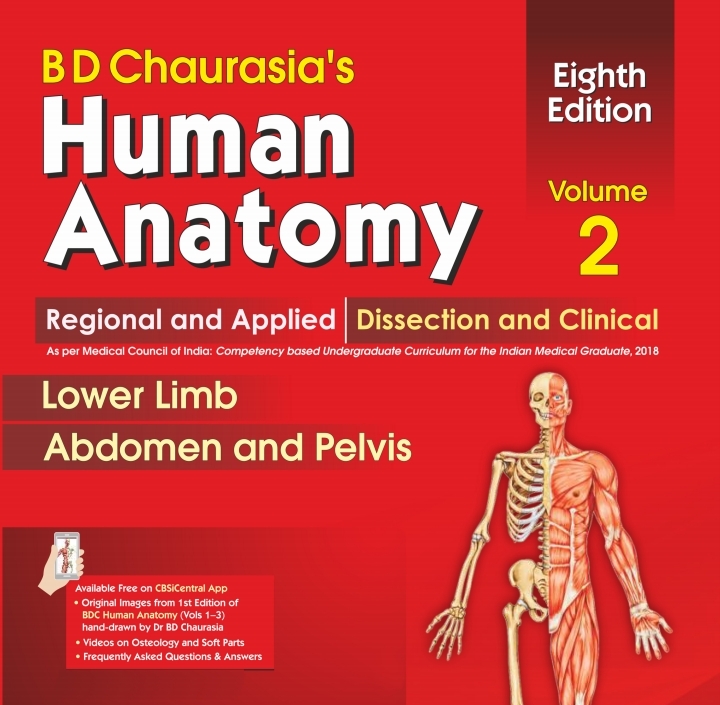 B D Chaurasia's
Human
Anatomy
Eighth
Edition
Volume
2
Regional and Applied | Dissection and Clinical
As per Medical Council of India: Competency based Undergraduate Curriculum for the Indian Medical Graduate, 2018
Lower Limb
Abdomen and Pelvis
Available Free on CBSiCentral App
• Original Images from 1st Edition of
BDC Human Anatomy (Vols 1–3)
hand-drawn by Dr BD Chaurasia
• Videos on Osteology and Soft Parts
• Frequently Asked Questions & Answers